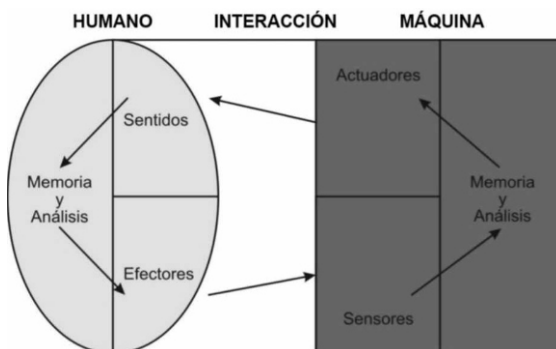 HUMANO INTERACCIÓN MÁQUINA
Sentidos
Memoria
y
Análisis
Efectores
Actuadores
Memoria
y
Análisis
Sensores